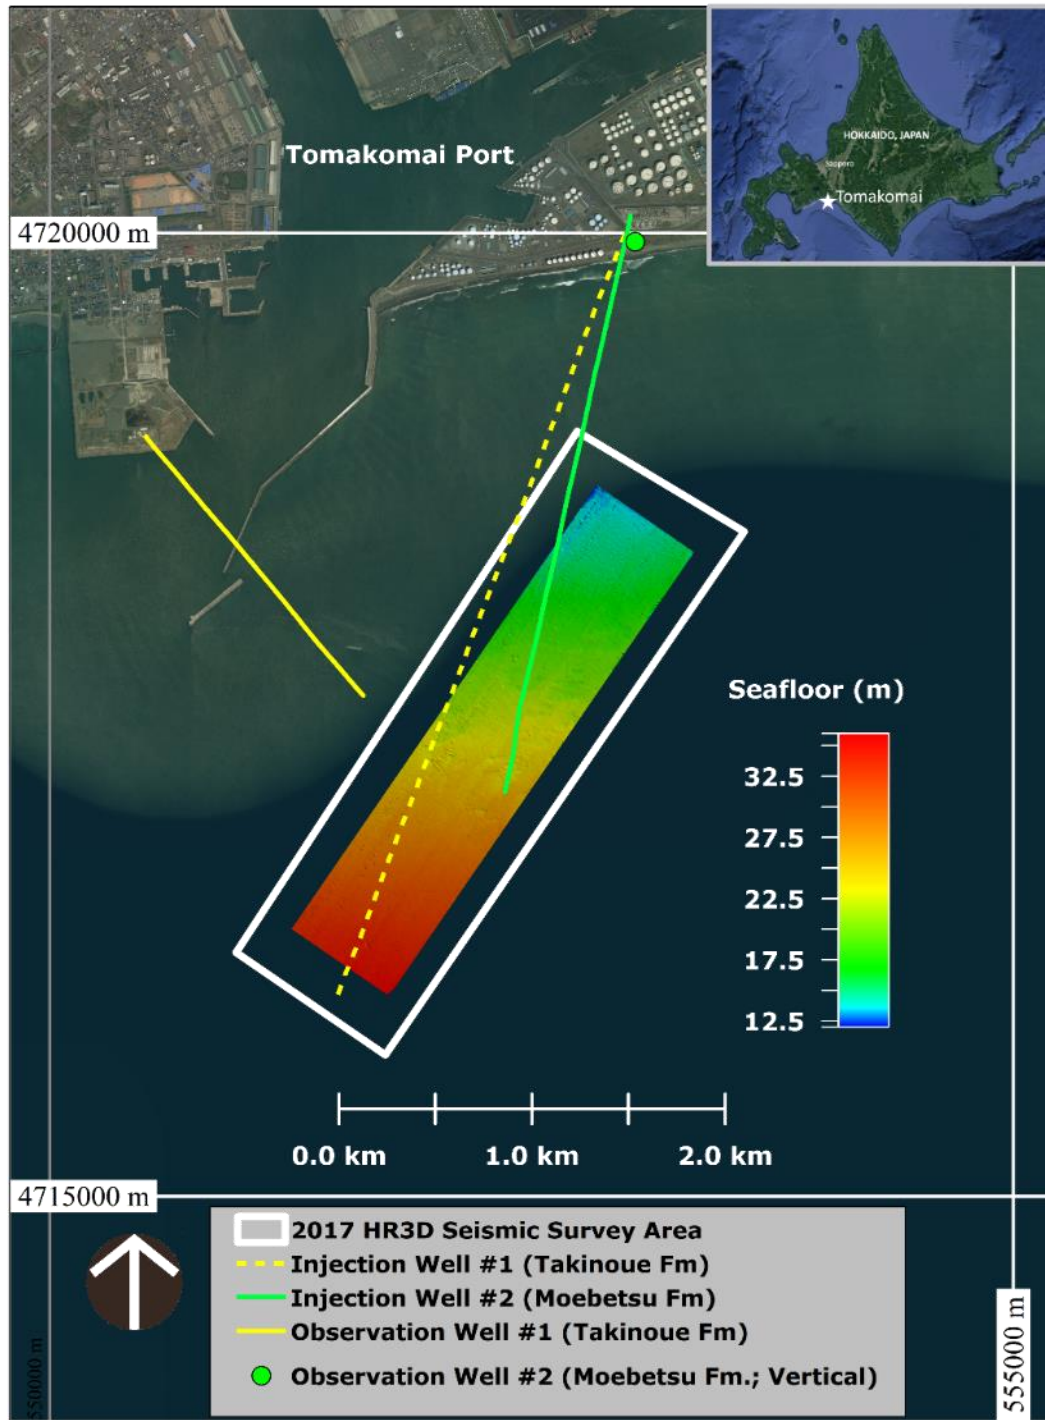 HOKKAIDO, JAPAN
Sapporo
Tomakomai
Tomakomai Port
4720000 m
Seafloor (m)
32.5
27.5
22.5
17.5
12.5
0.0 km
1.0 km
2.0 km
4715000 m
2017 HR3D Seismic Survey Area
Injection Well #1 (Takinoue Fm)
Injection Well #2 (Moebetsu Fm)
Observation Well #1 (Takinoue Fm)
Observation Well #2 (Moebetsu Fm.; Vertical)
550000 m
555000 m